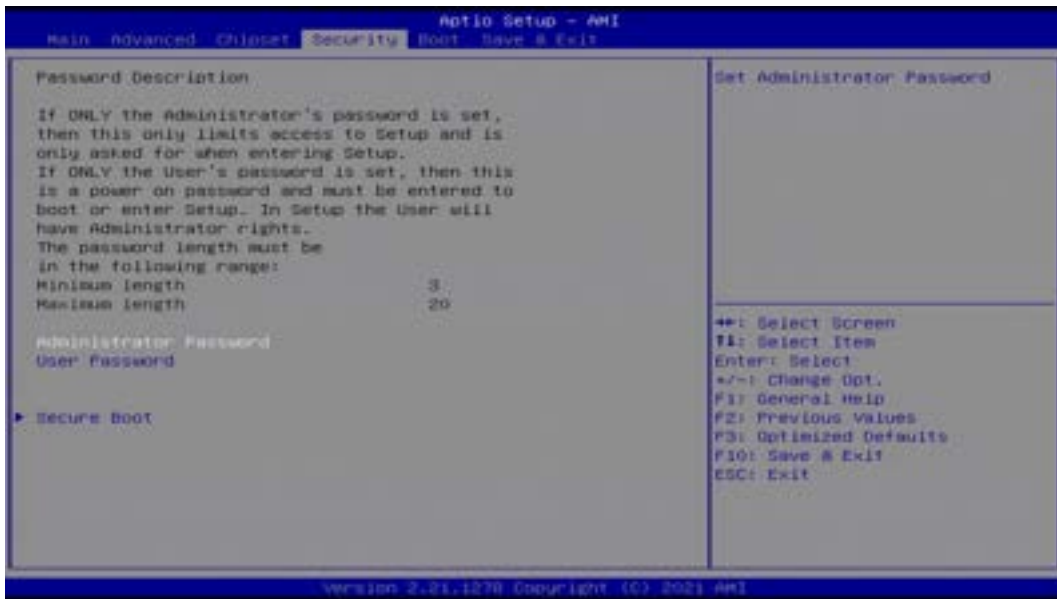 Aptio Setup - AMI
Main Advanced Chipset Security Boot Save & Exit
Password Description
If ONLY the Administrator's password is set,
then this only limits access to Setup and is
only asked for when entering Setup.
If ONLY the User's password is set, then this
is a power on password and must be entered to
boot or enter Setup. In Setup the User will
have Administrator rights.
The password length must be
in the following range:
Minimum length 3
Maximum length 20
Administrator Password
User Password
Secure Boot
Set Administrator Password
→←: Select Screen
↑↓: Select Item
Enter: Select
+/-: Change Opt.
F1: General Help
F2: Previous Values
F3: Optimized Defaults
F10: Save & Exit
ESC: Exit
Version 2.21.1278 Copyright (C) 2021 AMI